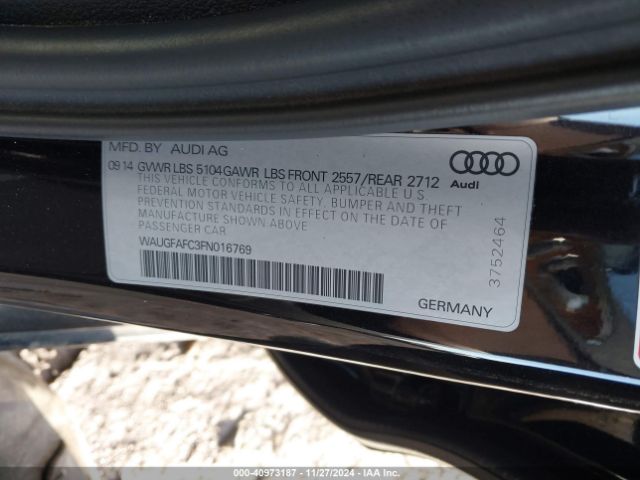 MFD. BY AUDI AG
09 14 GVWR LBS 5104 GAWR LBS FRONT 2557/REAR 2712
THIS VEHICLE CONFORMS TO ALL APPLICABLE U.S.
FEDERAL MOTOR VEHICLE SAFETY, BUMPER AND THEFT
PREVENTION STANDARDS IN EFFECT ON THE DATE OF
MANUFACTURE SHOWN ABOVE
PASSENGER CAR
WAUGFAFC3FN016769
Audi
3752464
GERMANY
000-40973187 - 11/27/2024 - IAA Inc.